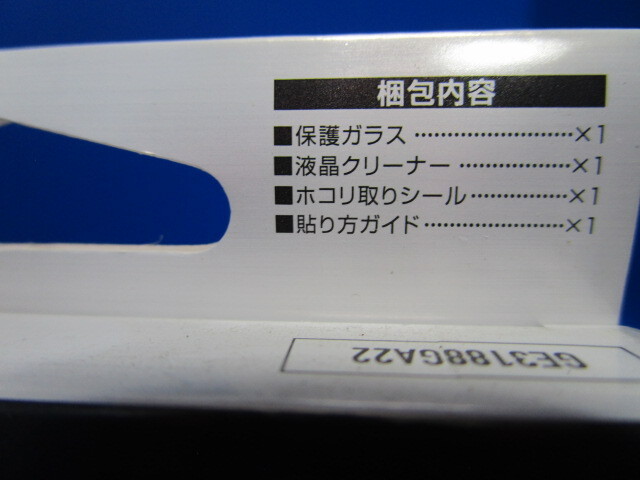 梱包内容
■保護ガラス ‥‥‥‥‥‥‥‥‥‥×1
■液晶クリーナー ‥‥‥‥‥‥‥×1
■ホコリ取りシール‥‥‥‥‥‥×1
■貼り方ガイド‥‥‥‥‥‥‥‥‥×1
GE3188GA22